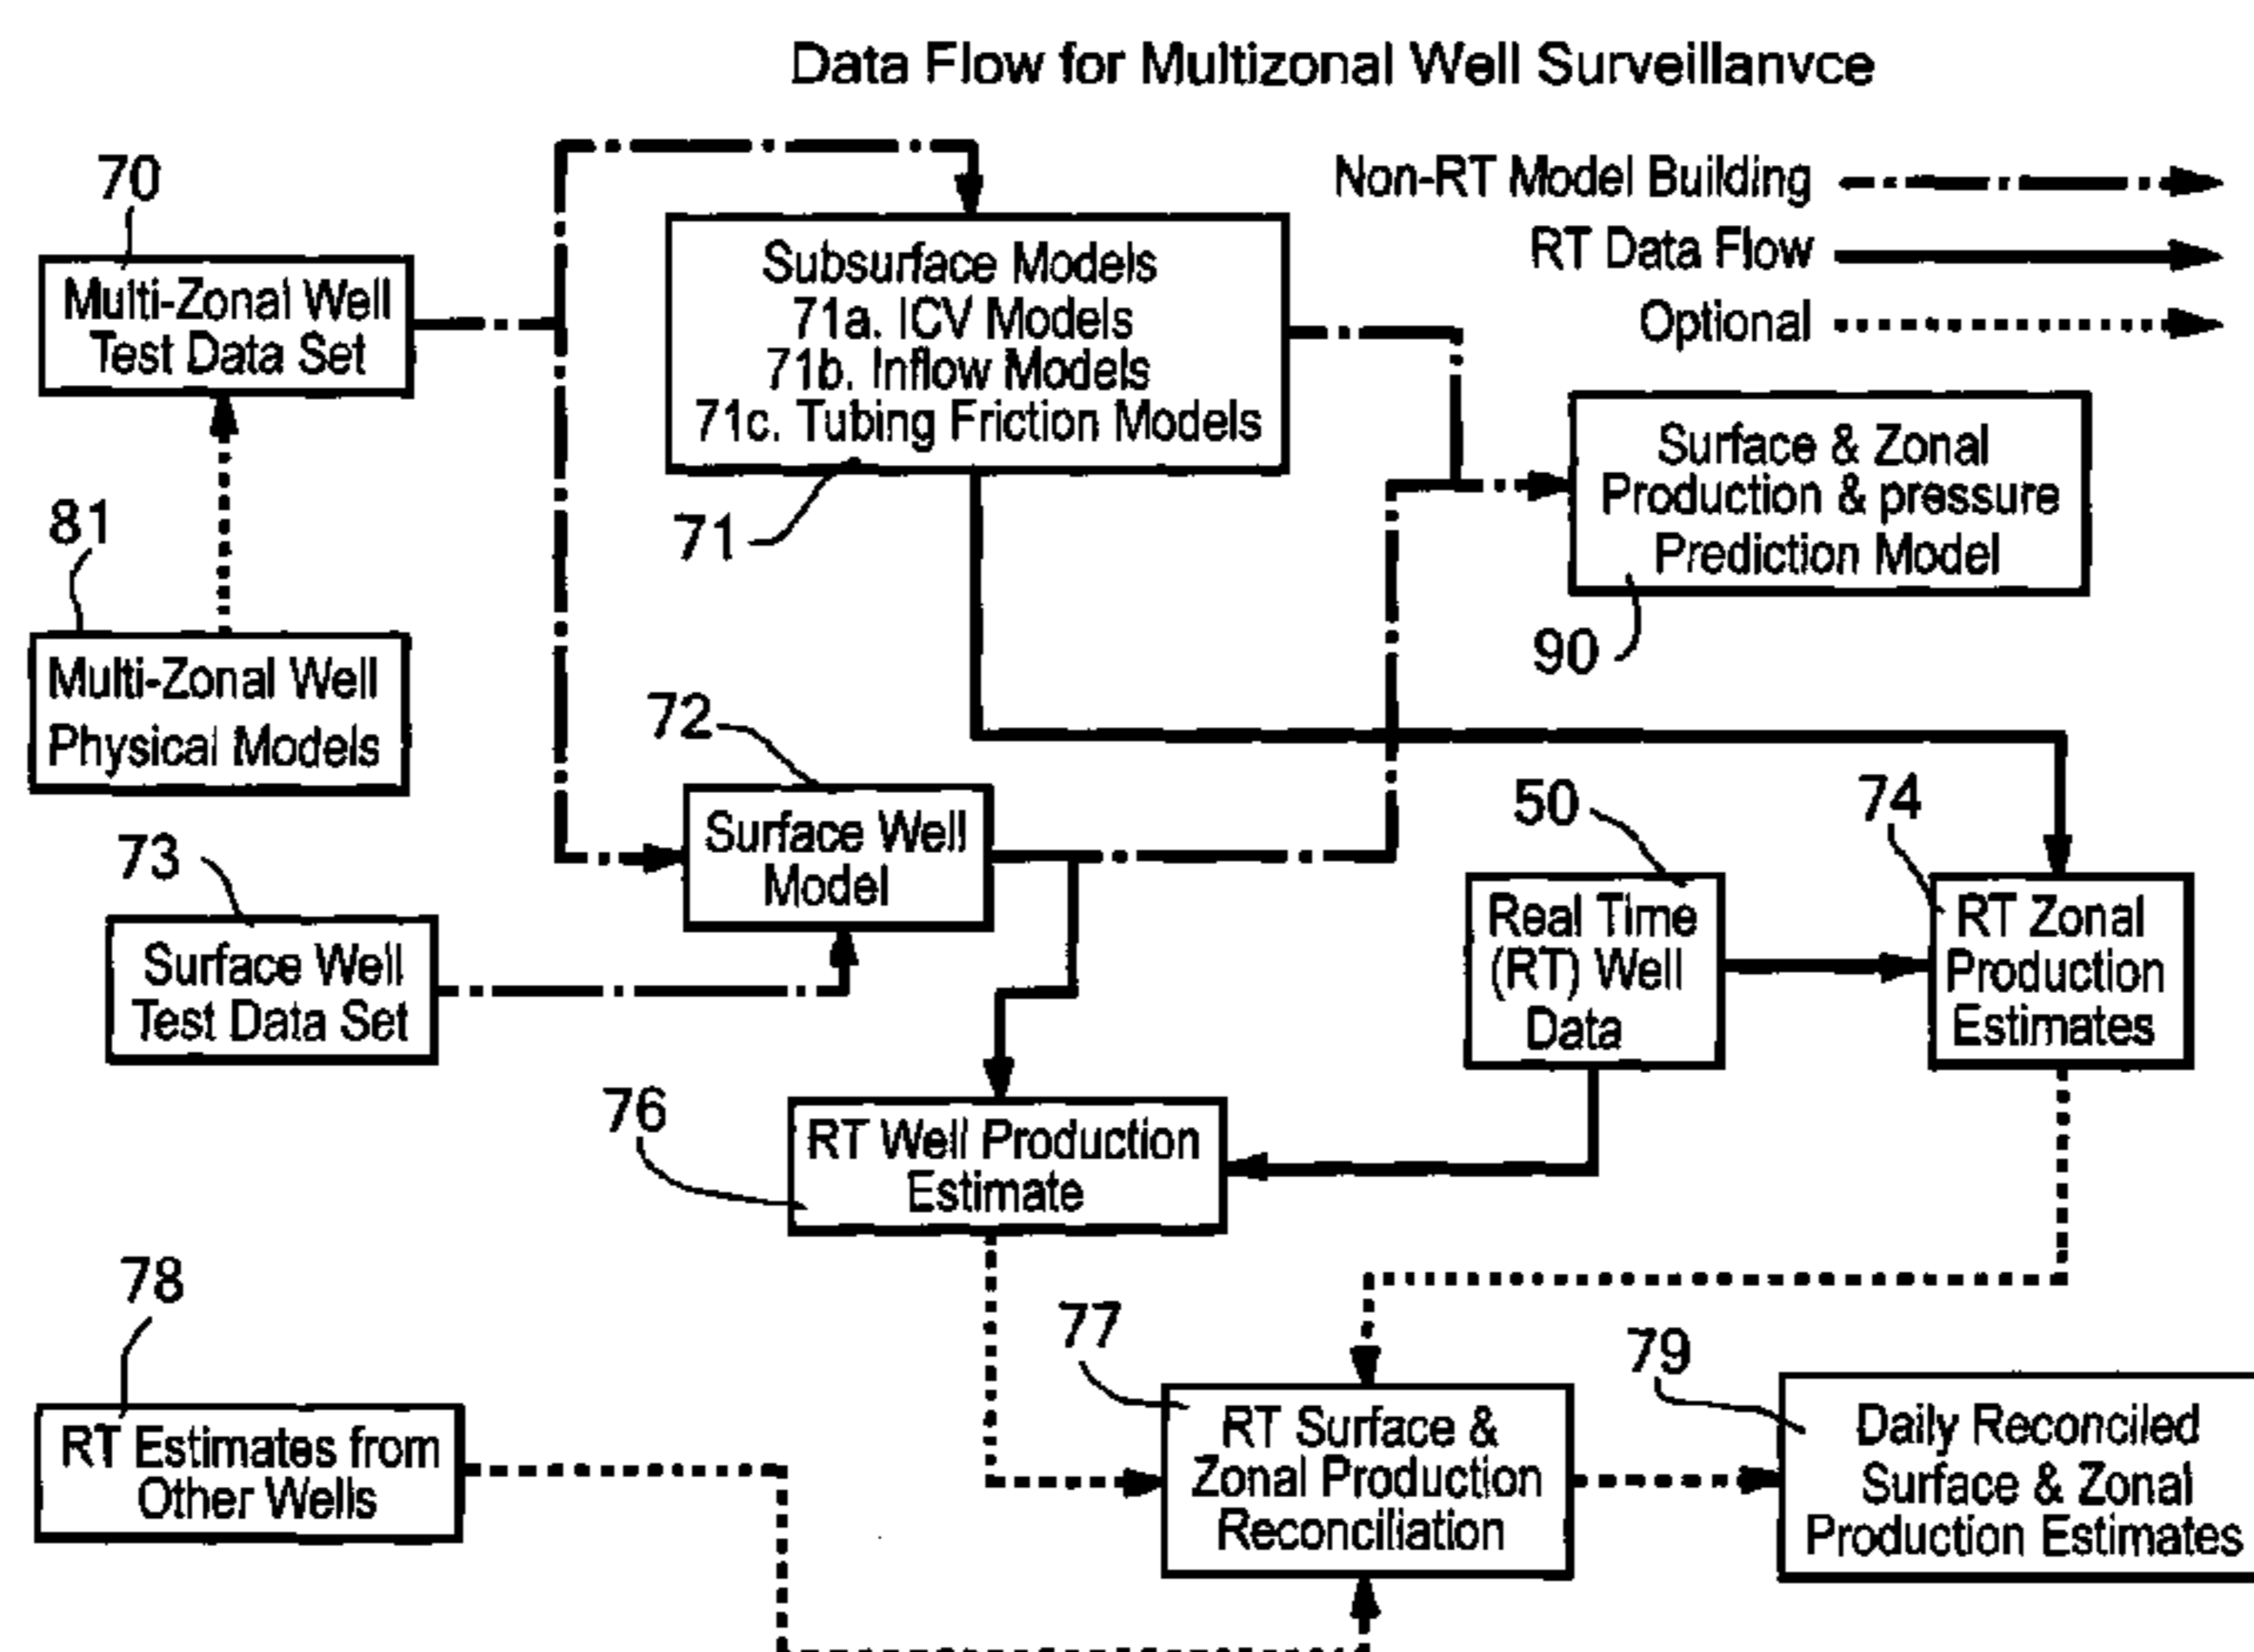 Data Flow for Multizonal Well Surveillanvce
Non-RT Model Building
RT Data Flow
Optional
70
Multi-Zonal Well
Test Data Set
Subsurface Models
71a. ICV Models
71b. Inflow Models
71c. Tubing Friction Models
71
Surface & Zonal
Production & pressure
Prediction Model
90
81
Multi-Zonal Well
Physical Models
72
Surface Well
Model
73
Surface Well
Test Data Set
50
Real Time
(RT) Well
Data
74
RT Zonal
Production
Estimates
76
RT Well Production
Estimate
78
RT Estimates from
Other Wells
77
RT Surface &
Zonal Production
Reconciliation
79
Daily Reconciled
Surface & Zonal
Production Estimates